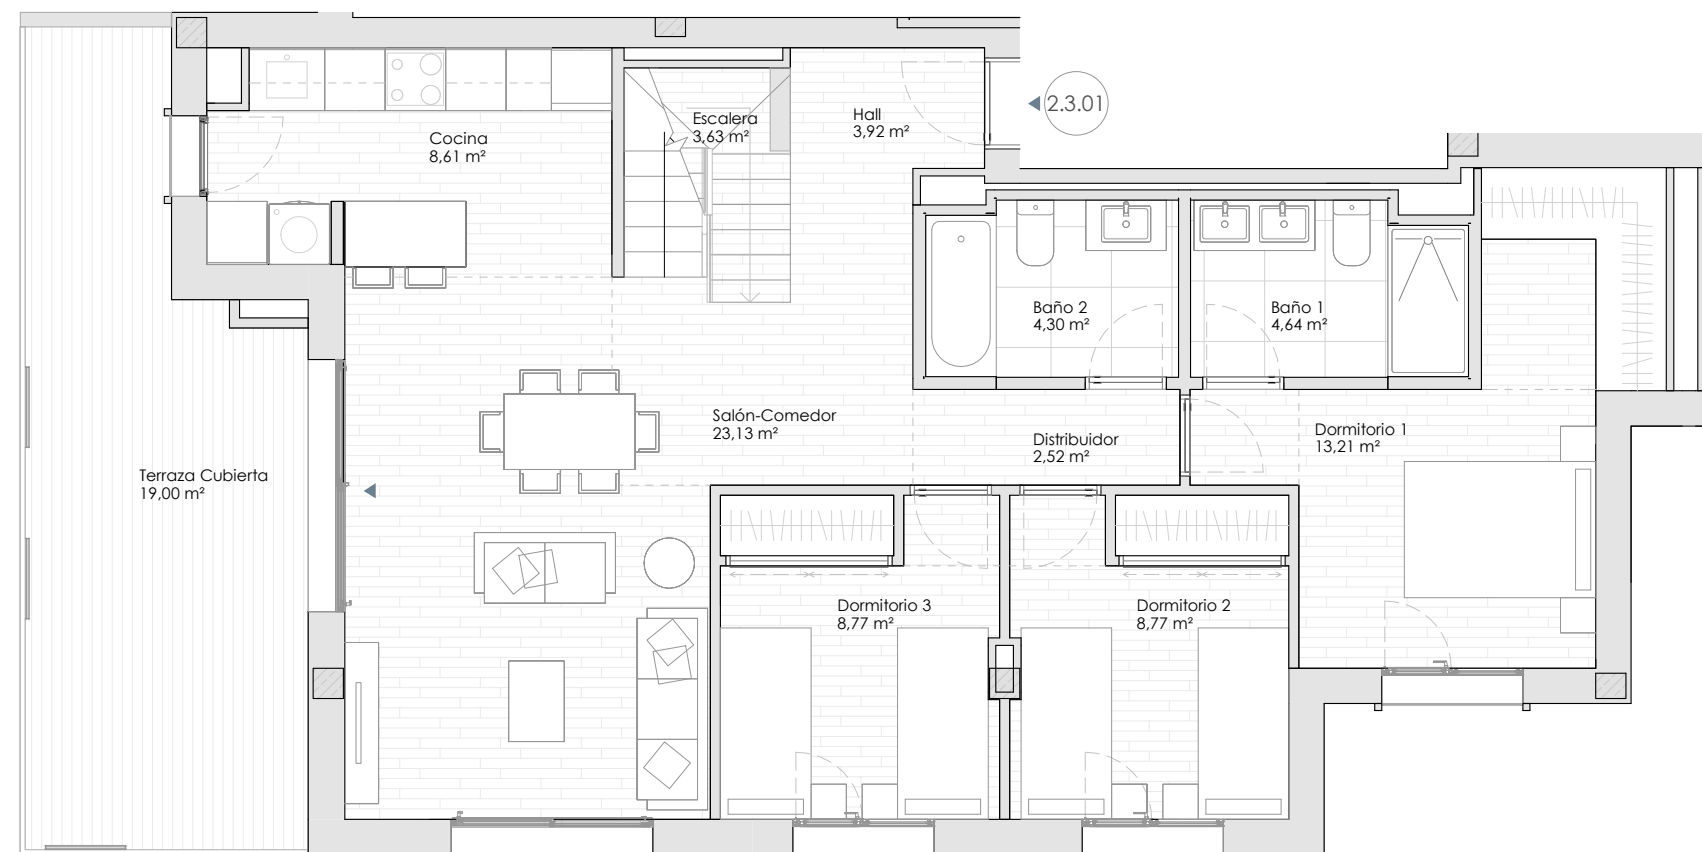 2.3.01
Escalera
3,63 m²
Hall
3,92 m²
Cocina
8,61 m²
Baño 2
4,30 m²
Baño 1
4,64 m²
Salón-Comedor
23,13 m²
Distribuidor
2,52 m²
Dormitorio 1
13,21 m²
Terraza Cubierta
19,00 m²
Dormitorio 3
8,77 m²
Dormitorio 2
8,77 m²